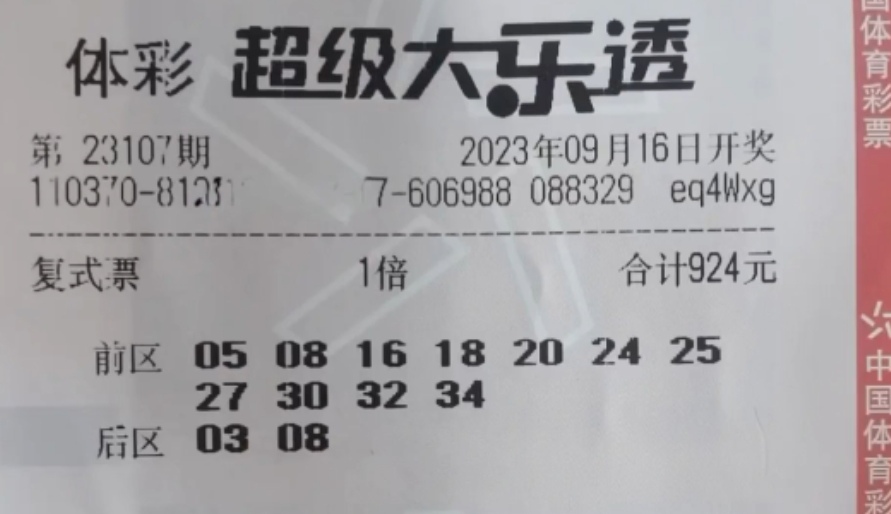 体彩 超级大乐透
第 23107期 2023年09月16日开奖
110370-8128 7-606988 088329 eq4Wxg
复式票 1倍 合计924元
前区 05 08 16 18 20 24 25
27 30 32 34
后区 03 08
国体育彩票
中国体育彩